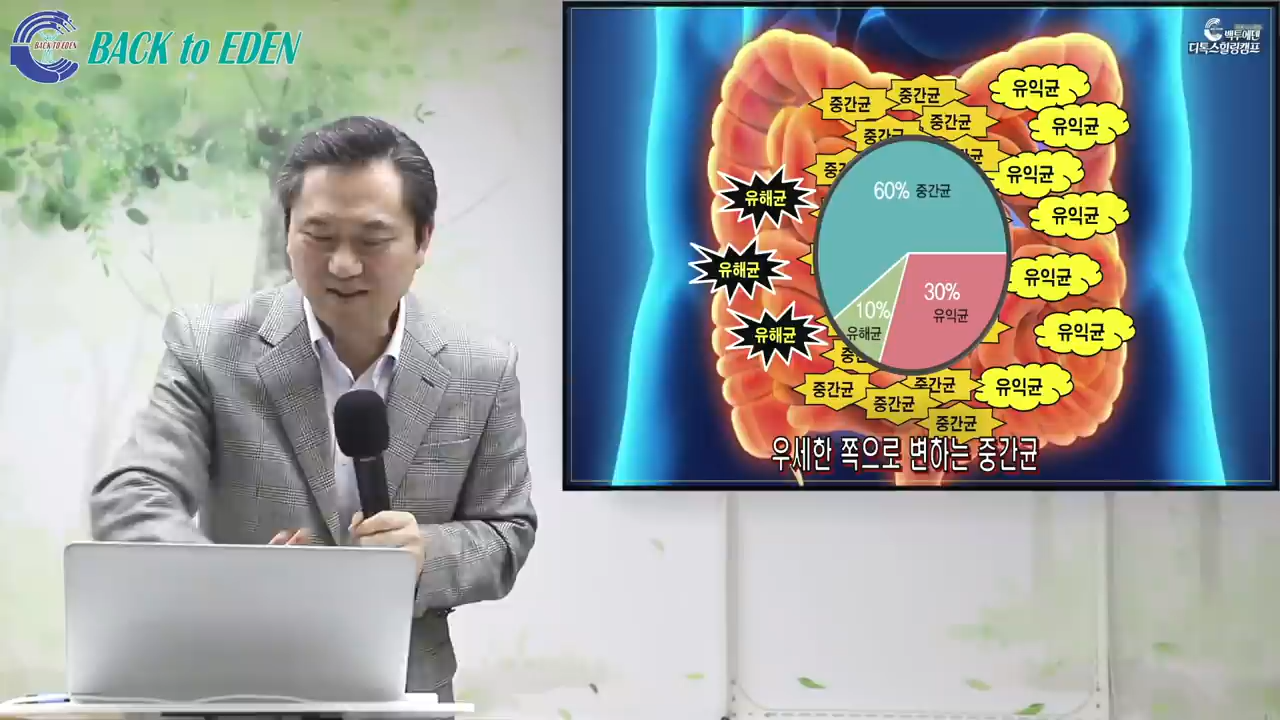 BACK TO EDEN
BACK to EDEN
백투에덴
디톡스힐링캠프
중간균
중간균
유익균
중간균
중간균
유익균
유해균
유익균
유익균
60% 중간균
유해균
유익균
30%
유익균
10%
유해균
유해균
유익균
중간균
중간균
유익균
중간균
중간균
우세한 쪽으로 변하는 중간균